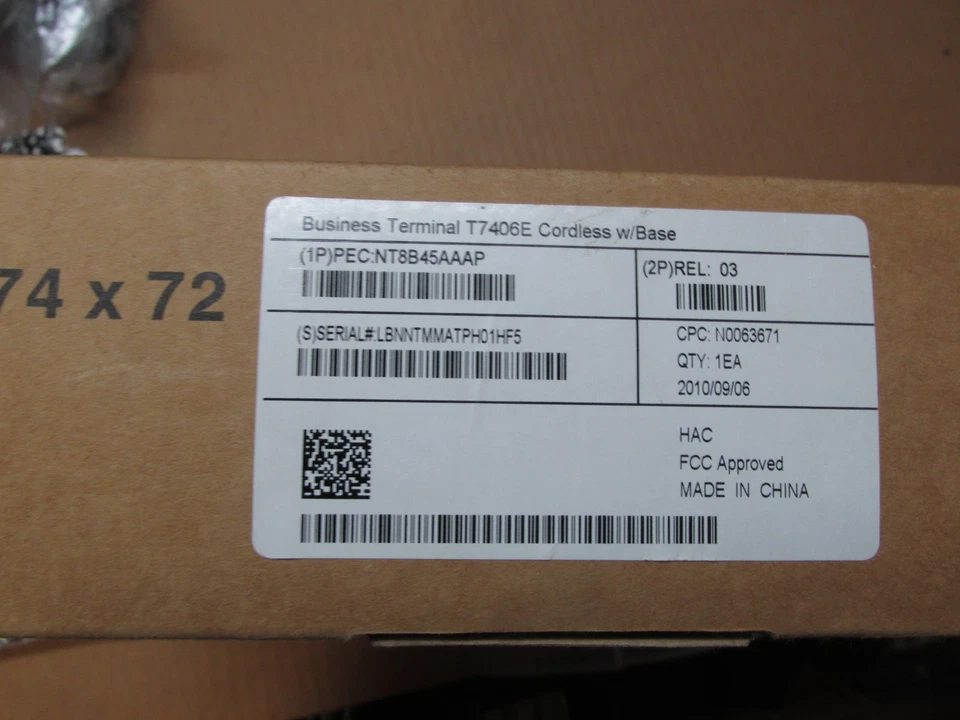 Business Terminal T7406E Cordless w/Base
(1P)PEC:NT8B45AAAP
(2P)REL: 03
(S)SERIAL#:LBNNTMMATPH01HF5
CPC: N0063671
QTY: 1EA
2010/09/06
HAC
FCC Approved
MADE IN CHINA
74 x 72